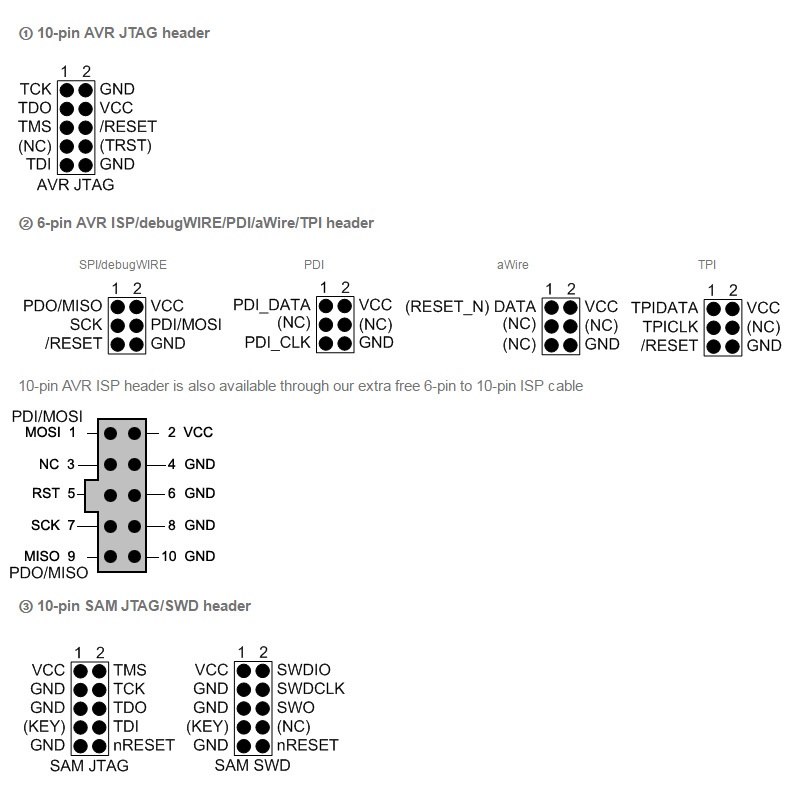 ① 10-pin AVR JTAG header
1 2
TCK GND
TDO VCC
TMS /RESET
(NC) (TRST)
TDI GND
AVR JTAG
② 6-pin AVR ISP/debugWIRE/PDI/aWire/TPI header
SPI/debugWIRE
1 2
PDO/MISO VCC
SCK PDI/MOSI
/RESET GND
PDI
1 2
PDI_DATA VCC
(NC) (NC)
PDI_CLK GND
aWire
1 2
(RESET_N) DATA VCC
(NC) (NC)
(NC) GND
TPI
1 2
TPIDATA VCC
TPICLK (NC)
/RESET GND
10-pin AVR ISP header is also available through our extra free 6-pin to 10-pin ISP cable
PDI/MOSI
MOSI 1 2 VCC
NC 3 4 GND
RST 5 6 GND
SCK 7 8 GND
MISO 9 10 GND
PDO/MISO
③ 10-pin SAM JTAG/SWD header
1 2
VCC TMS
GND TCK
GND TDO
(KEY) TDI
GND nRESET
SAM JTAG
1 2
VCC SWDIO
GND SWDCLK
GND SWO
(KEY) (NC)
GND nRESET
SAM SWD